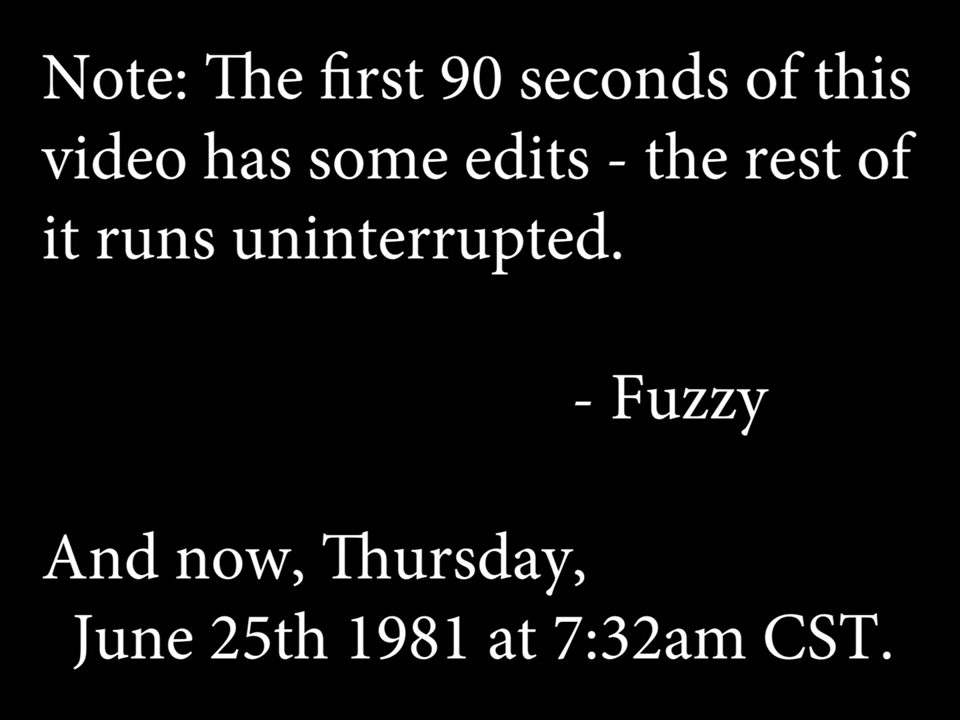 Note: The first 90 seconds of this
video has some edits - the rest of
it runs uninterrupted.
- Fuzzy
And now, Thursday,
June 25th 1981 at 7:32am CST.